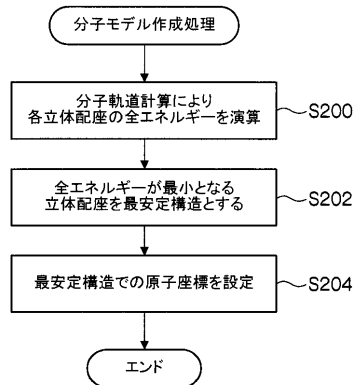 分子モデル作成処理
分子軌道計算により
各立体配座の全エネルギーを演算
S200
全エネルギーが最小となる
立体配座を最安定構造とする
S202
最安定構造での原子座標を設定
S204
エンド